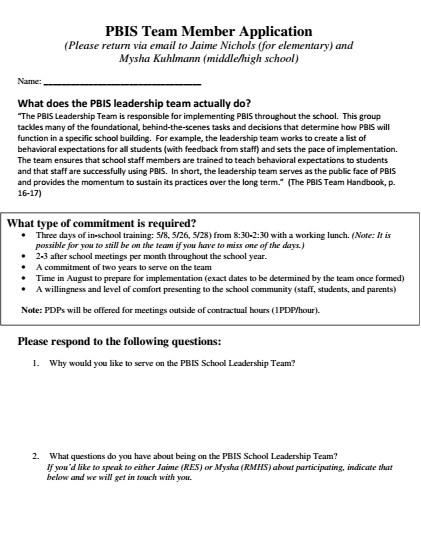 PBIS Team Member Application
(Please return via email to Jaime Nichols (for elementary) and
Mysha Kuhlmann (middle/high school)
Name: ___________________________________
What does the PBIS leadership team actually do?
"The PBIS Leadership Team is responsible for implementing PBIS throughout the school.  This group
tackles many of the foundational, behind-the-scenes tasks and decisions that determine how PBIS will
function in a specific school building.  For example, the leadership team works to create a list of
behavioral expectations for all students (with feedback from staff) and sets the pace of implementation.
The team ensures that school staff members are trained to teach behavioral expectations to students
and that staff are successfully using PBIS.  In short, the leadership team serves as the public face of PBIS
and provides the momentum to sustain its practices over the long term."  (The PBIS Team Handbook, p.
16-17)
What type of commitment is required?
• Three days of in-school training: 5/8, 5/26, 5/28) from 8:30-2:30 with a working lunch. (Note: It is
possible for you to still be on the team if you have to miss one of the days.)
• 2-3 after school meetings per month throughout the school year.
• A commitment of two years to serve on the team
• Time in August to prepare for implementation (exact dates to be determined by the team once formed)
• A willingness and level of comfort presenting to the school community (staff, students, and parents)
Note: PDPs will be offered for meetings outside of contractual hours (1PDP/hour).
Please respond to the following questions:
1. Why would you like to serve on the PBIS School Leadership Team?
2. What questions do you have about being on the PBIS School Leadership Team?
If you'd like to speak to either Jaime (RES) or Mysha (RMHS) about participating, indicate that
below and we will get in touch with you.